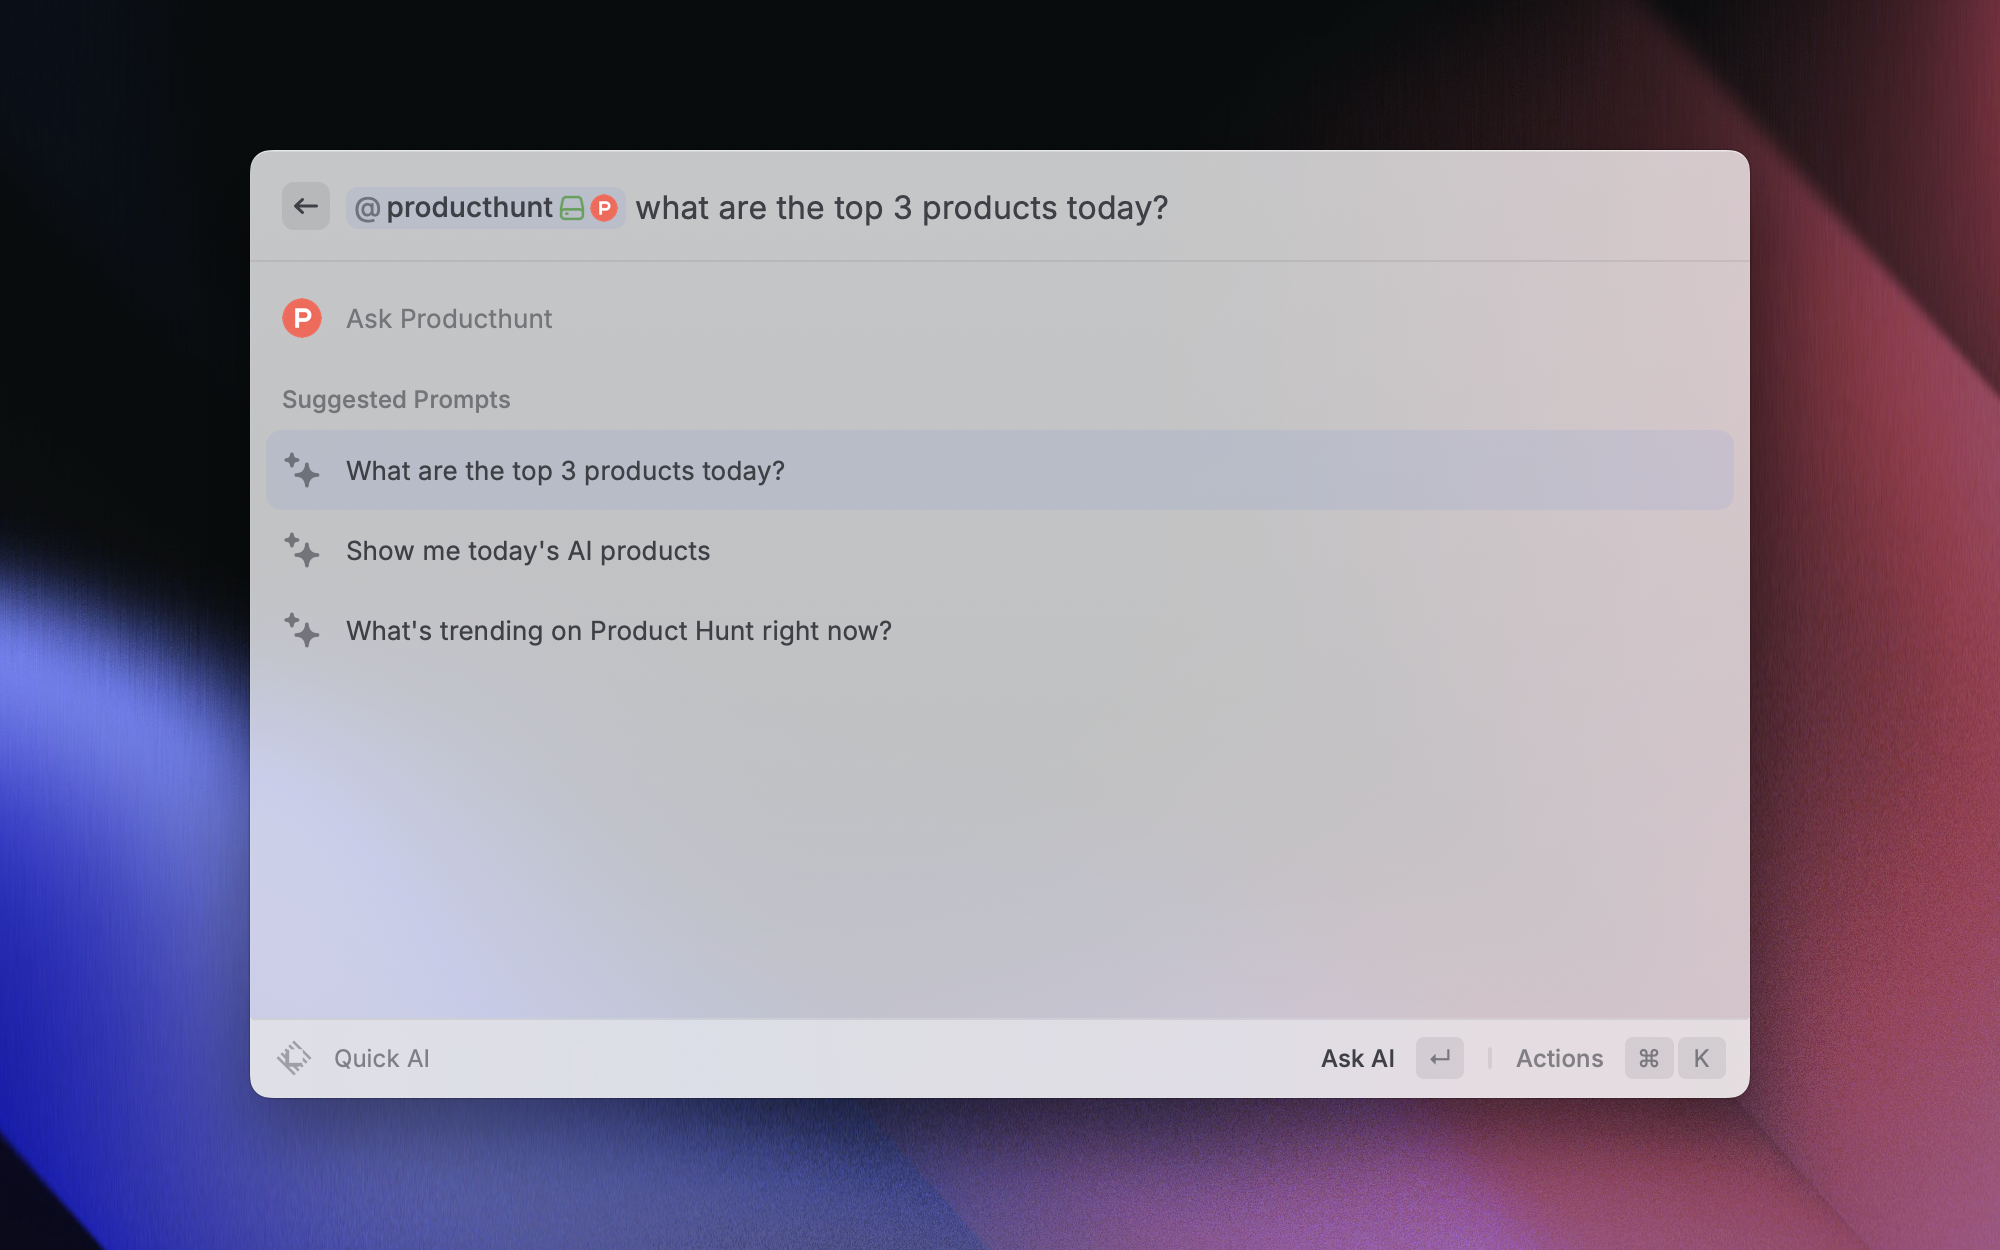 @producthunt P what are the top 3 products today?
P Ask Producthunt
Suggested Prompts
What are the top 3 products today?
Show me today's AI products
What's trending on Product Hunt right now?
Quick AI
Ask AI ↵ | Actions ⌘ K